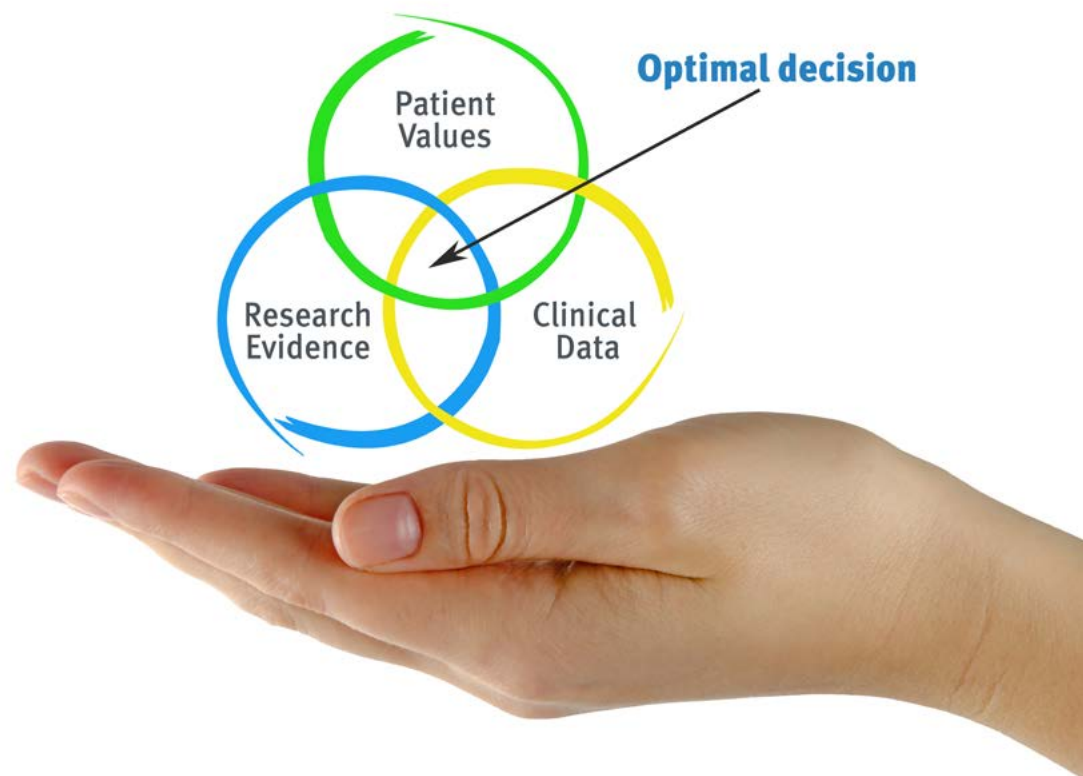 Optimal decision
Patient
Values
Research
Evidence
Clinical
Data